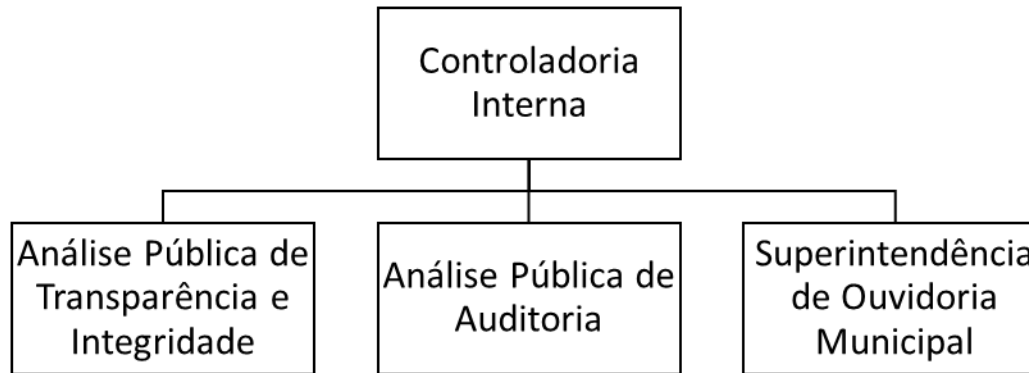 Controladoria
Interna
Análise Pública de
Transparência e
Integridade
Análise Pública de
Auditoria
Superintendência
de Ouvidoria
Municipal